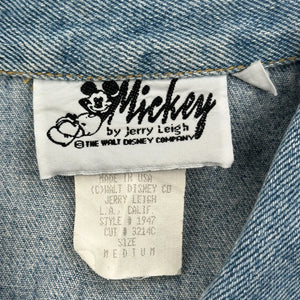 Mickey
by Jerry Leigh
© THE WALT DISNEY COMPANY
MADE IN USA
(C)WALT DISNEY CO
JERRY LEIGH
L.A., CALIF.
STYLE # 1947
CUT # 3214C
SIZE
MEDIUM